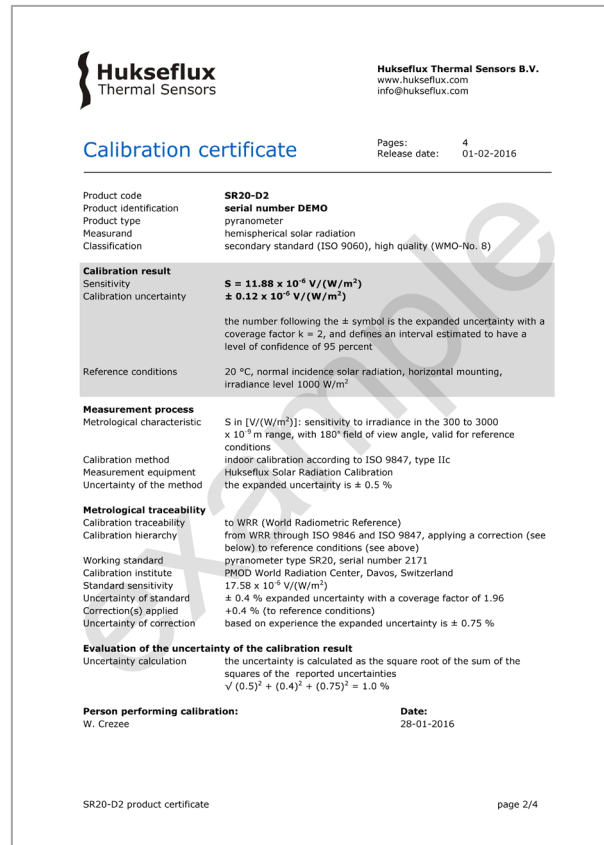 Hukseflux
Thermal Sensors
Hukseflux Thermal Sensors B.V.
www.hukseflux.com
info@hukseflux.com
Calibration certificate
Pages: 4
Release date: 01-02-2016
Product code SR20-D2
Product identification serial number DEMO
Product type pyranometer
Measurand hemispherical solar radiation
Classification secondary standard (ISO 9060), high quality (WMO-No. 8)
Calibration result
Sensitivity S = 11.88 x 10⁻⁶ V/(W/m²)
Calibration uncertainty ± 0.12 x 10⁻⁶ V/(W/m²)
the number following the ± symbol is the expanded uncertainty with a
coverage factor k = 2, and defines an interval estimated to have a
level of confidence of 95 percent
Reference conditions 20 °C, normal incidence solar radiation, horizontal mounting,
irradiance level 1000 W/m²
Measurement process
Metrological characteristic S in [V/(W/m²)]: sensitivity to irradiance in the 300 to 3000
x 10⁻⁹ m range, with 180° field of view angle, valid for reference
conditions
Calibration method indoor calibration according to ISO 9847, type IIc
Measurement equipment Hukseflux Solar Radiation Calibration
Uncertainty of the method the expanded uncertainty is ± 0.5 %
Metrological traceability
Calibration traceability to WRR (World Radiometric Reference)
Calibration hierarchy from WRR through ISO 9846 and ISO 9847, applying a correction (see
below) to reference conditions (see above)
Working standard pyranometer type SR20, serial number 2171
Calibration institute PMOD World Radiation Center, Davos, Switzerland
Standard sensitivity 17.58 x 10⁻⁶ V/(W/m²)
Uncertainty of standard ± 0.4 % expanded uncertainty with a coverage factor of 1.96
Correction(s) applied +0.4 % (to reference conditions)
Uncertainty of correction based on experience the expanded uncertainty is ± 0.75 %
Evaluation of the uncertainty of the calibration result
Uncertainty calculation the uncertainty is calculated as the square root of the sum of the
squares of the reported uncertainties
√ (0.5)² + (0.4)² + (0.75)² = 1.0 %
Person performing calibration: Date:
W. Crezee 28-01-2016
SR20-D2 product certificate page 2/4
example